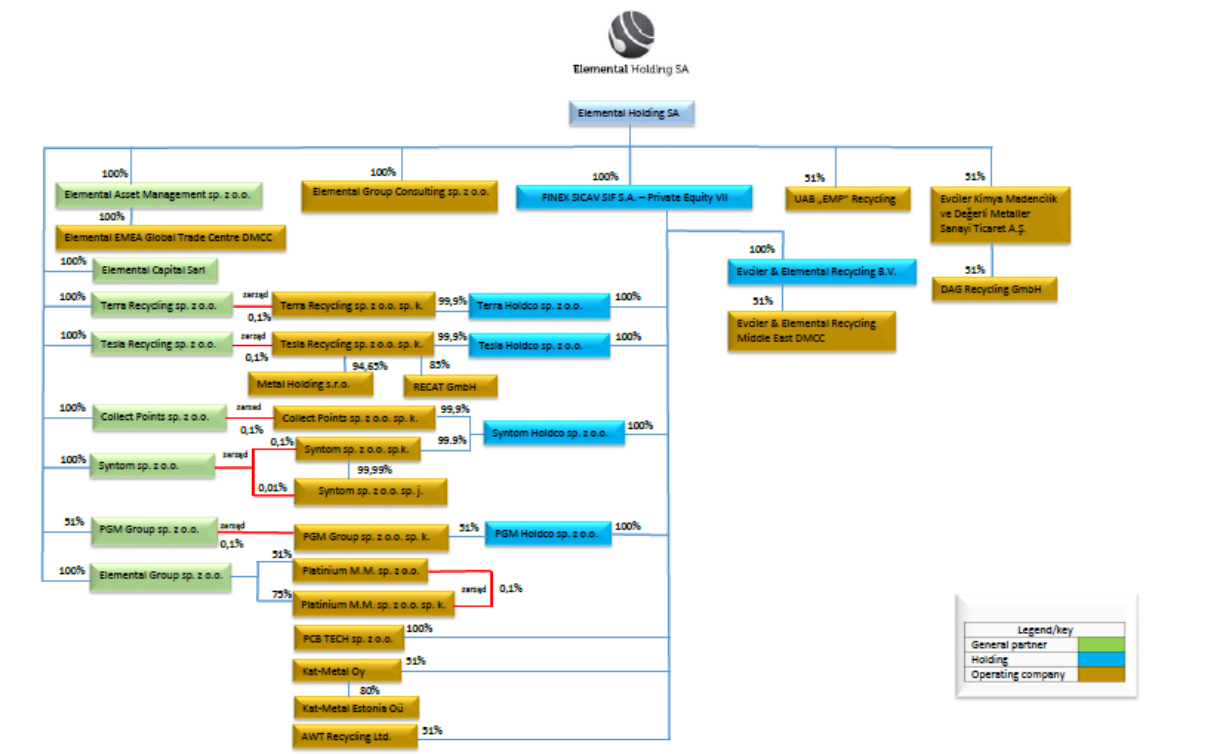 Elemental Holding SA
Elemental Holding SA
100%
100%
100%
51%
51%
Elemental Asset Management sp. z o.o.
Elemental Group Consulting sp. z o.o.
FINEX SICAV SIF S.A. – Private Equity VII
UAB „EMP” Recycling
Evciler Kimya Madencilik
ve Değerli Metaller
Sanayi Ticaret A.Ş.
100%
Elemental EMEA Global Trade Centre DMCC
100%
Elemental Capital Sarl
100%
Evciler & Elemental Recycling B.V.
51%
DAG Recycling GmbH
51%
Evciler & Elemental Recycling
Middle East DMCC
100%
Terra Recycling sp. z o.o.
zarząd
0,1%
Terra Recycling sp. z o.o. sp. k.
99,9%
Terra Holdco sp. z o.o.
100%
100%
Tesla Recycling sp. z o.o.
zarząd
0,1%
Tesla Recycling sp. z o.o. sp. k.
99,9%
Tesla Holdco sp. z o.o.
100%
94,65%
85%
Metal Holding s.r.o.
RECAT GmbH
100%
Collect Points sp. z o.o.
zarzad
0,1%
Collect Points sp. z o.o. sp. k.
99,9%
Syntom Holdco sp. z o.o.
100%
100%
Syntom sp. z o.o.
zarząd
0,1%
Syntom sp. z o.o. sp.k.
99.9%
99,99%
0,01%
Syntom sp. z o.o. sp. j.
51%
PGM Group sp. z o.o.
zarząd
0,1%
PGM Group sp. z o.o. sp. k.
51%
PGM Holdco sp. z o.o.
100%
100%
Elemental Group sp. z o.o.
51%
Platinium M.M. sp. z o.o.
75%
Platinium M.M. sp. z o.o. sp. k.
zarząd
0,1%
PCB TECH sp. z o.o.
100%
Kat-Metal Oy
51%
80%
Kat-Metal Estonia Oü
AWT Recycling Ltd.
51%
Legend/key
General partner
Holding
Operating company